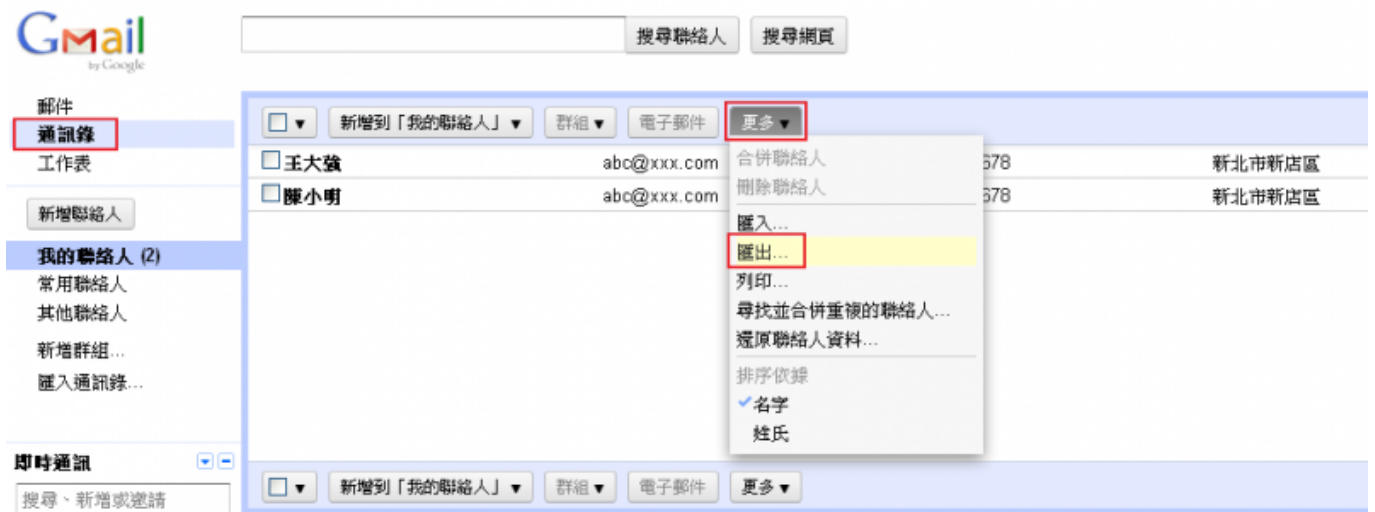 Gmail
by Google
搜尋聯絡人 搜尋網頁
郵件
通訊錄
工作表
新增聯絡人
我的聯絡人 (2)
常用聯絡人
其他聯絡人
新增群組...
匯入通訊錄...
即時通訊
搜尋、新增或邀請
新增到「我的聯絡人」 群組 電子郵件 更多
王大強 abc@xxx.com 678 新北市新店區
陳小明 abc@xxx.com 678 新北市新店區
合併聯絡人
刪除聯絡人
匯入...
匯出...
列印...
尋找並合併重複的聯絡人...
還原聯絡人資料...
排序依據
名字
姓氏
新增到「我的聯絡人」 群組 電子郵件 更多